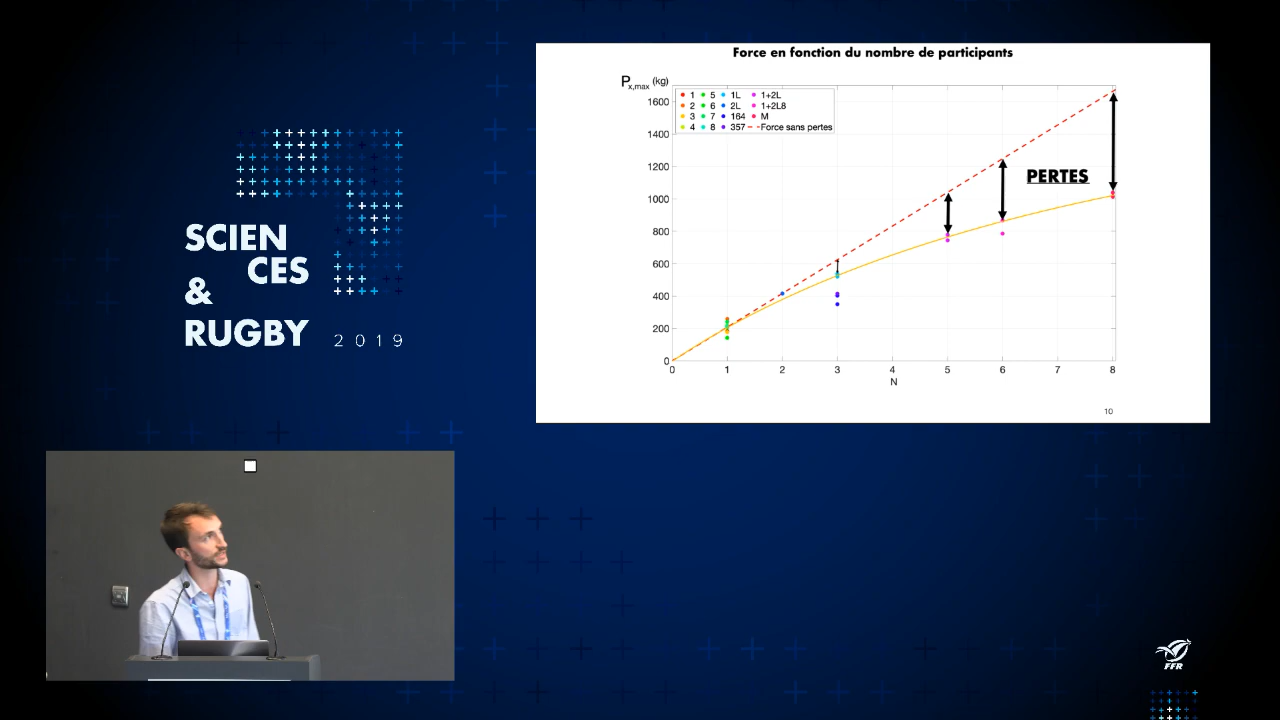 SCIEN
CES
&
RUGBY
2019
Force en fonction du nombre de participants
Px,max (kg)
1 5 1L 1+2L
2 6 2L 1+2L8
3 7 164 M
4 8 357 Force sans pertes
1600
1400
1200
1000
800
600
400
200
0
PERTES
0 1 2 3 4 5 6 7 8
N
10
FFR